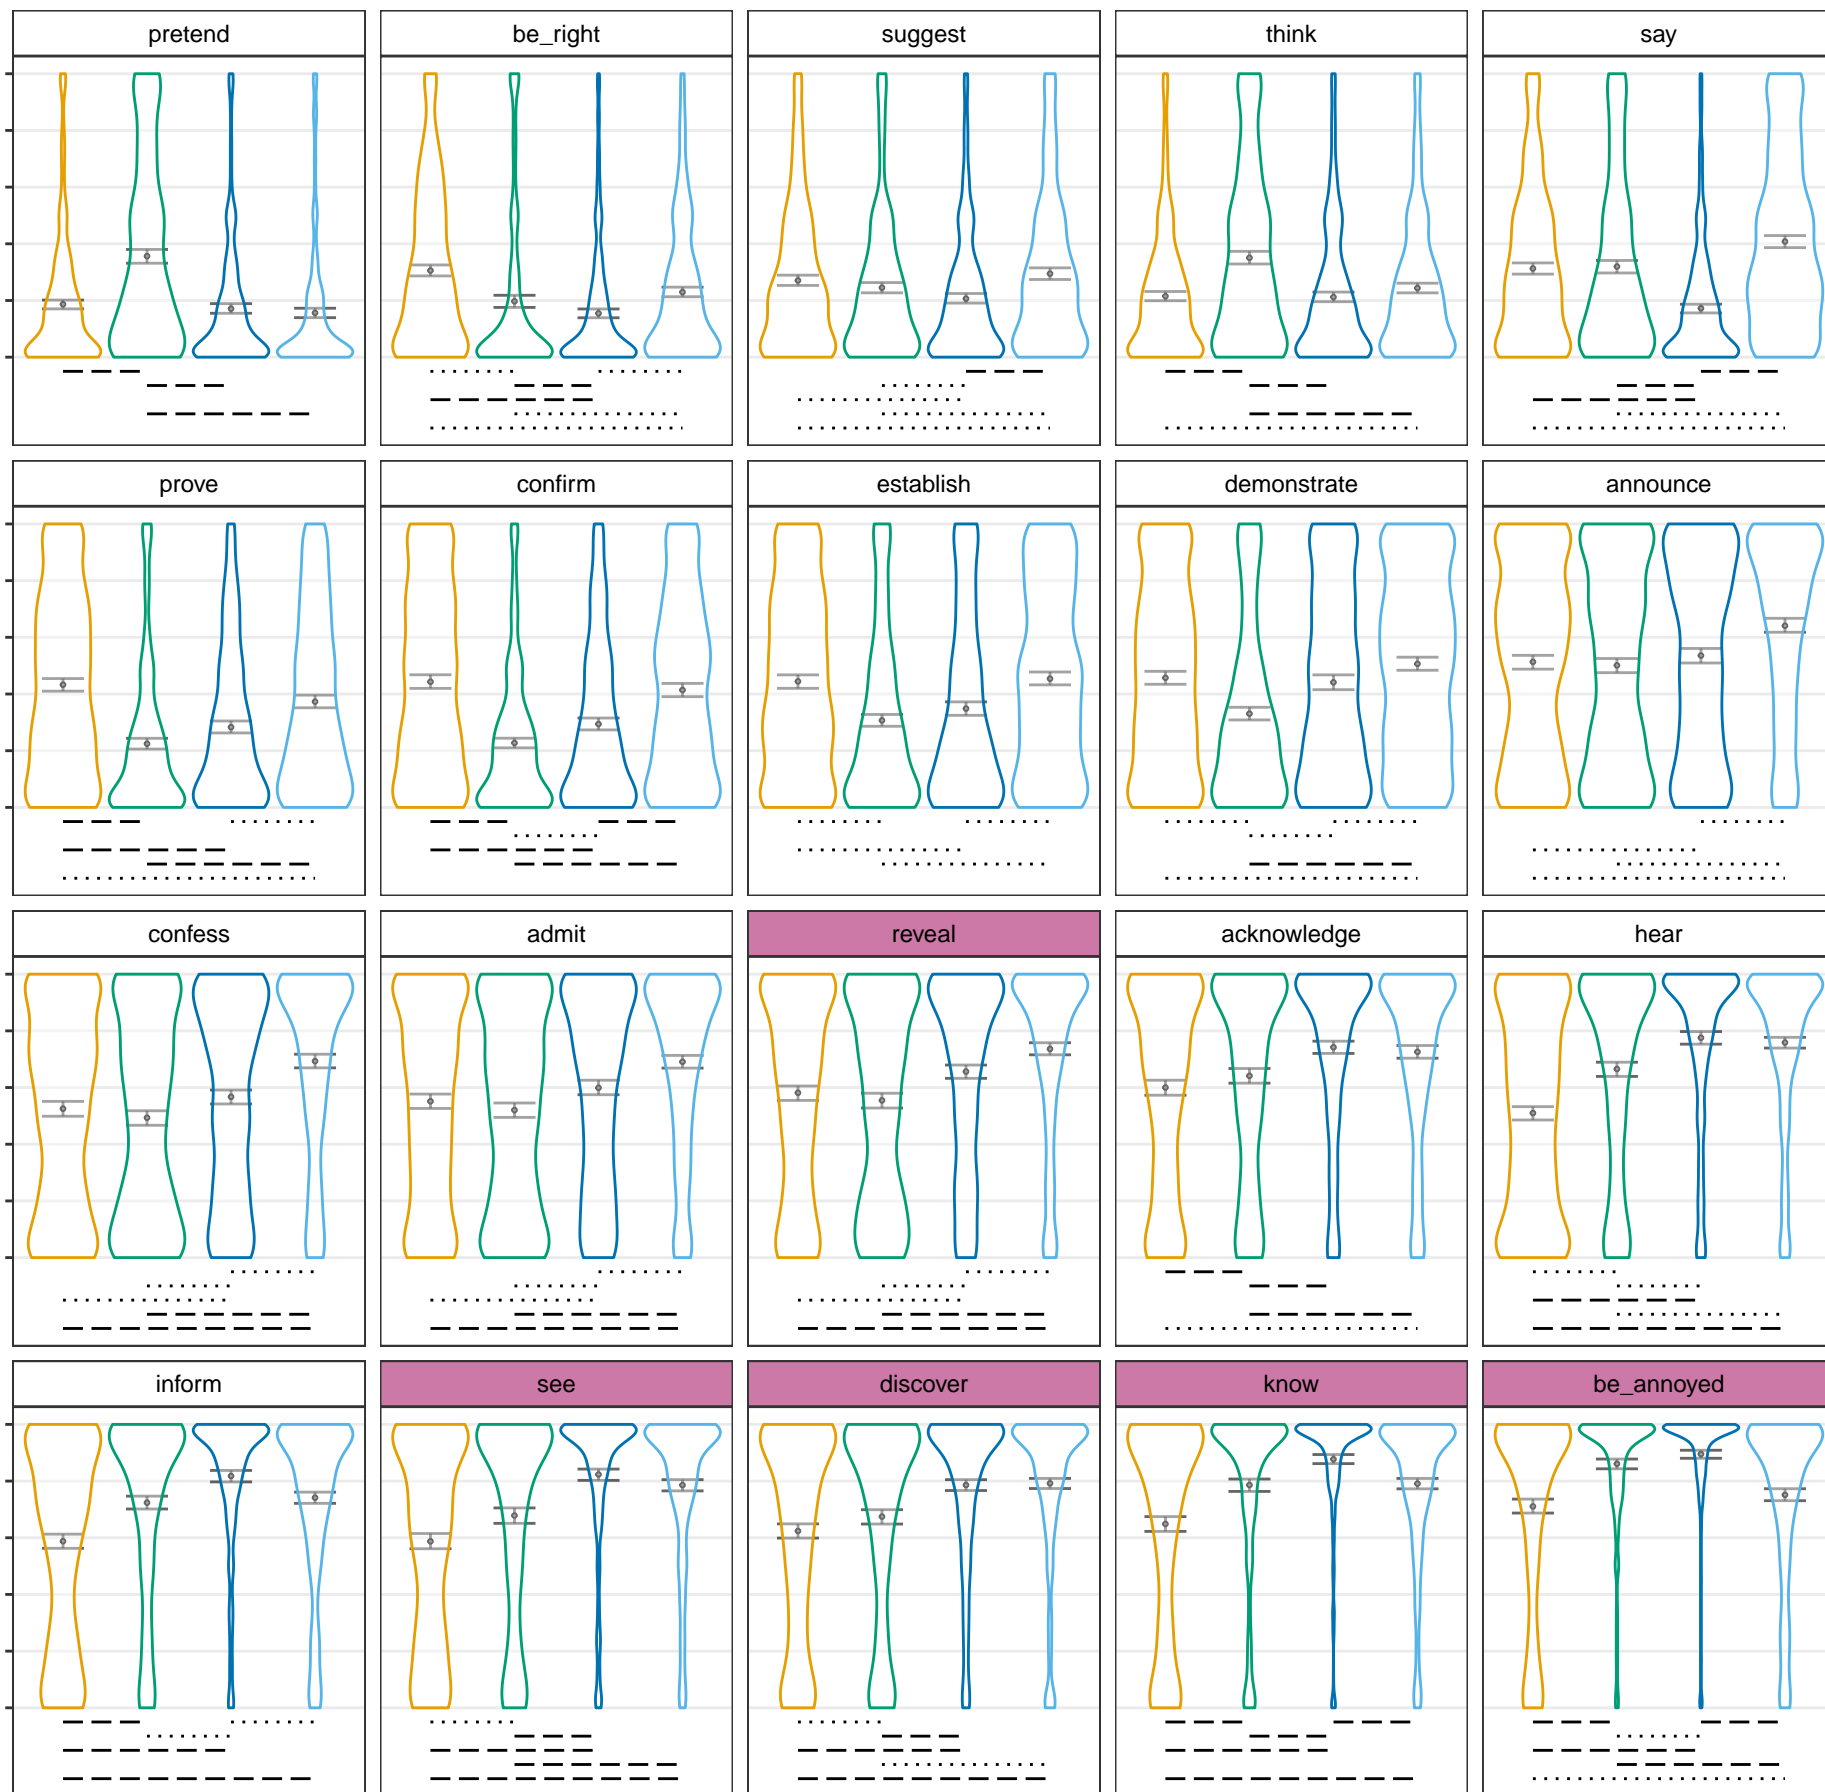 pretend
be_right
suggest
think
say
prove
confirm
establish
demonstrate
announce
confess
admit
reveal
acknowledge
hear
inform
see
discover
know
be_annoyed